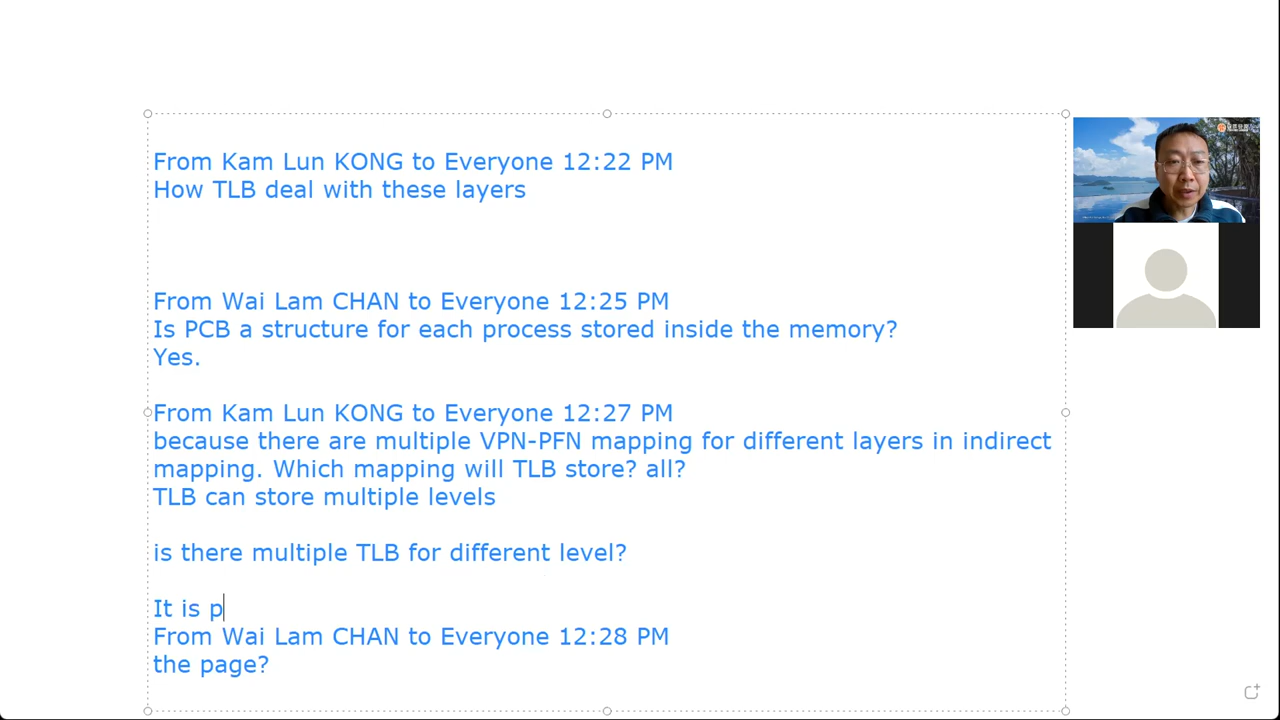 From Kam Lun KONG to Everyone 12:22 PM
How TLB deal with these layers
From Wai Lam CHAN to Everyone 12:25 PM
Is PCB a structure for each process stored inside the memory?
Yes.
From Kam Lun KONG to Everyone 12:27 PM
because there are multiple VPN-PFN mapping for different layers in indirect
mapping. Which mapping will TLB store? all?
TLB can store multiple levels
is there multiple TLB for different level?
It is p
From Wai Lam CHAN to Everyone 12:28 PM
the page?